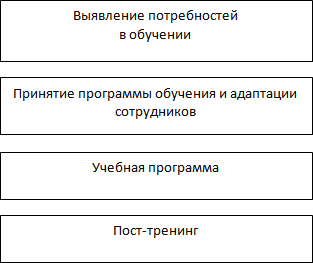 Выявление потребностей
в обучении
Принятие программы обучения и адаптации
сотрудников
Учебная программа
Пост-тренинг